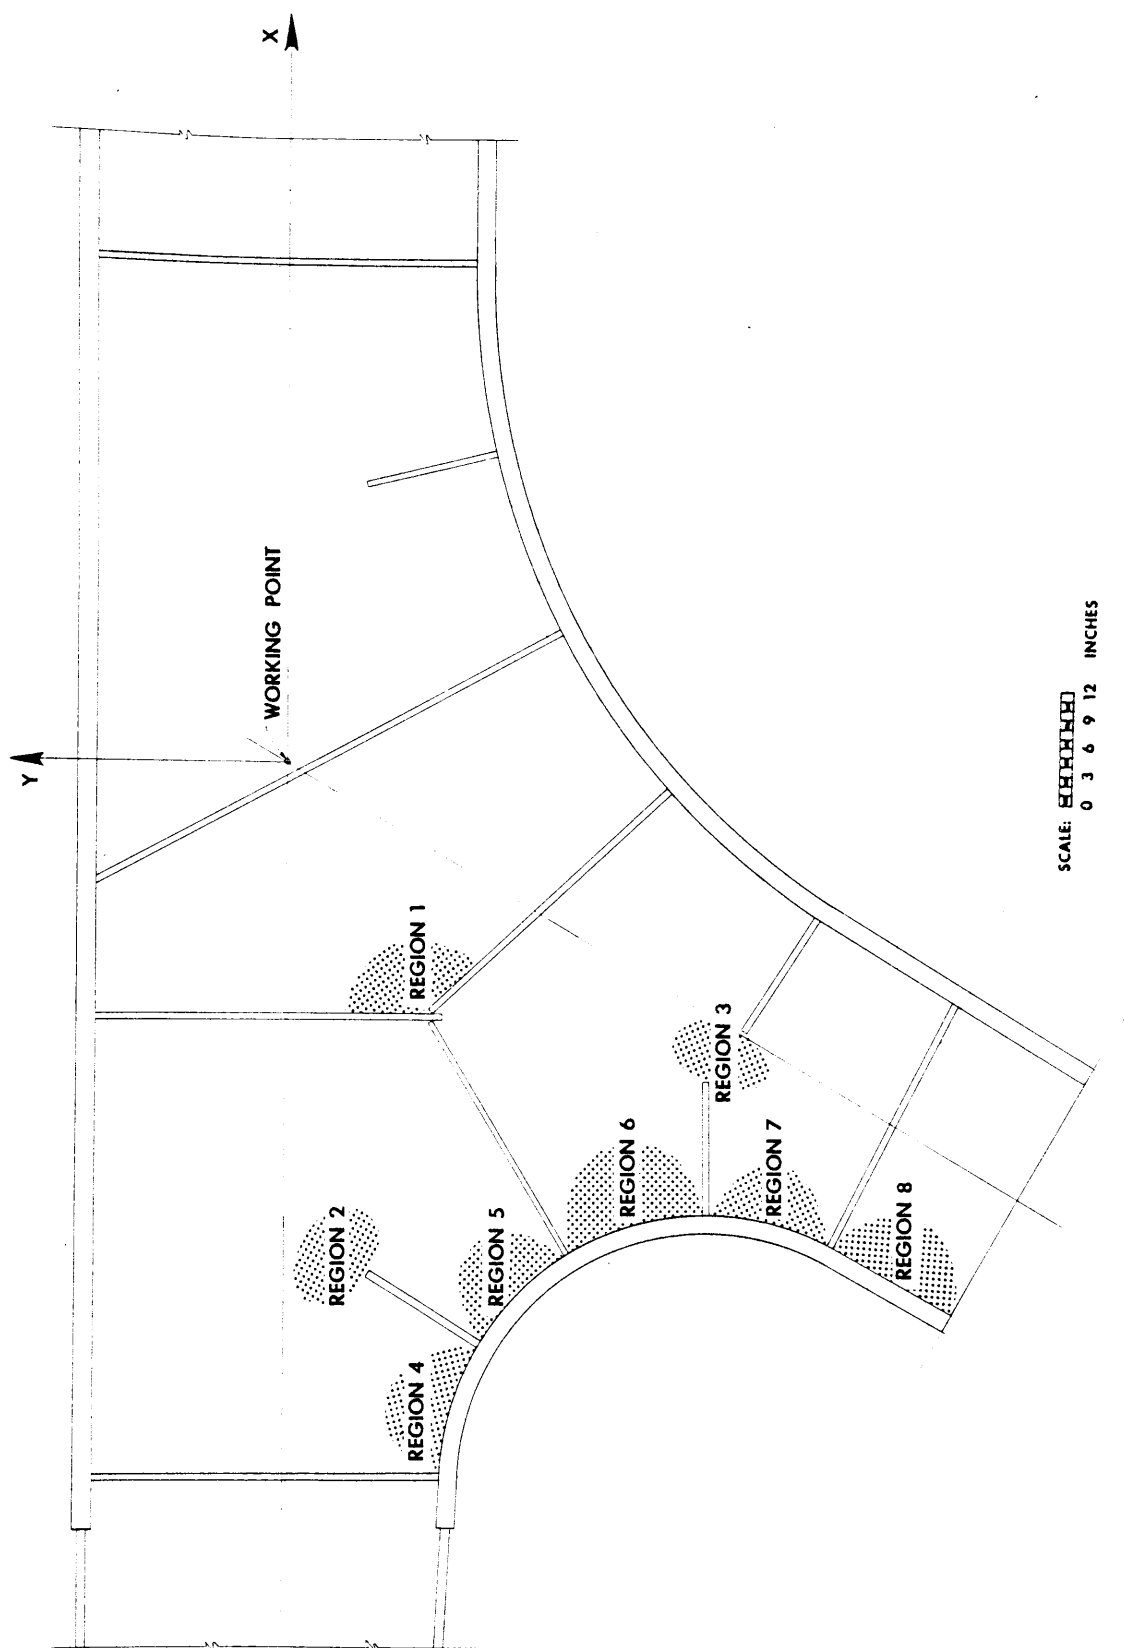 X
Y
WORKING POINT
REGION 1
REGION 2
REGION 3
REGION 4
REGION 5
REGION 6
REGION 7
REGION 8
SCALE:
0 3 6 9 12 INCHES